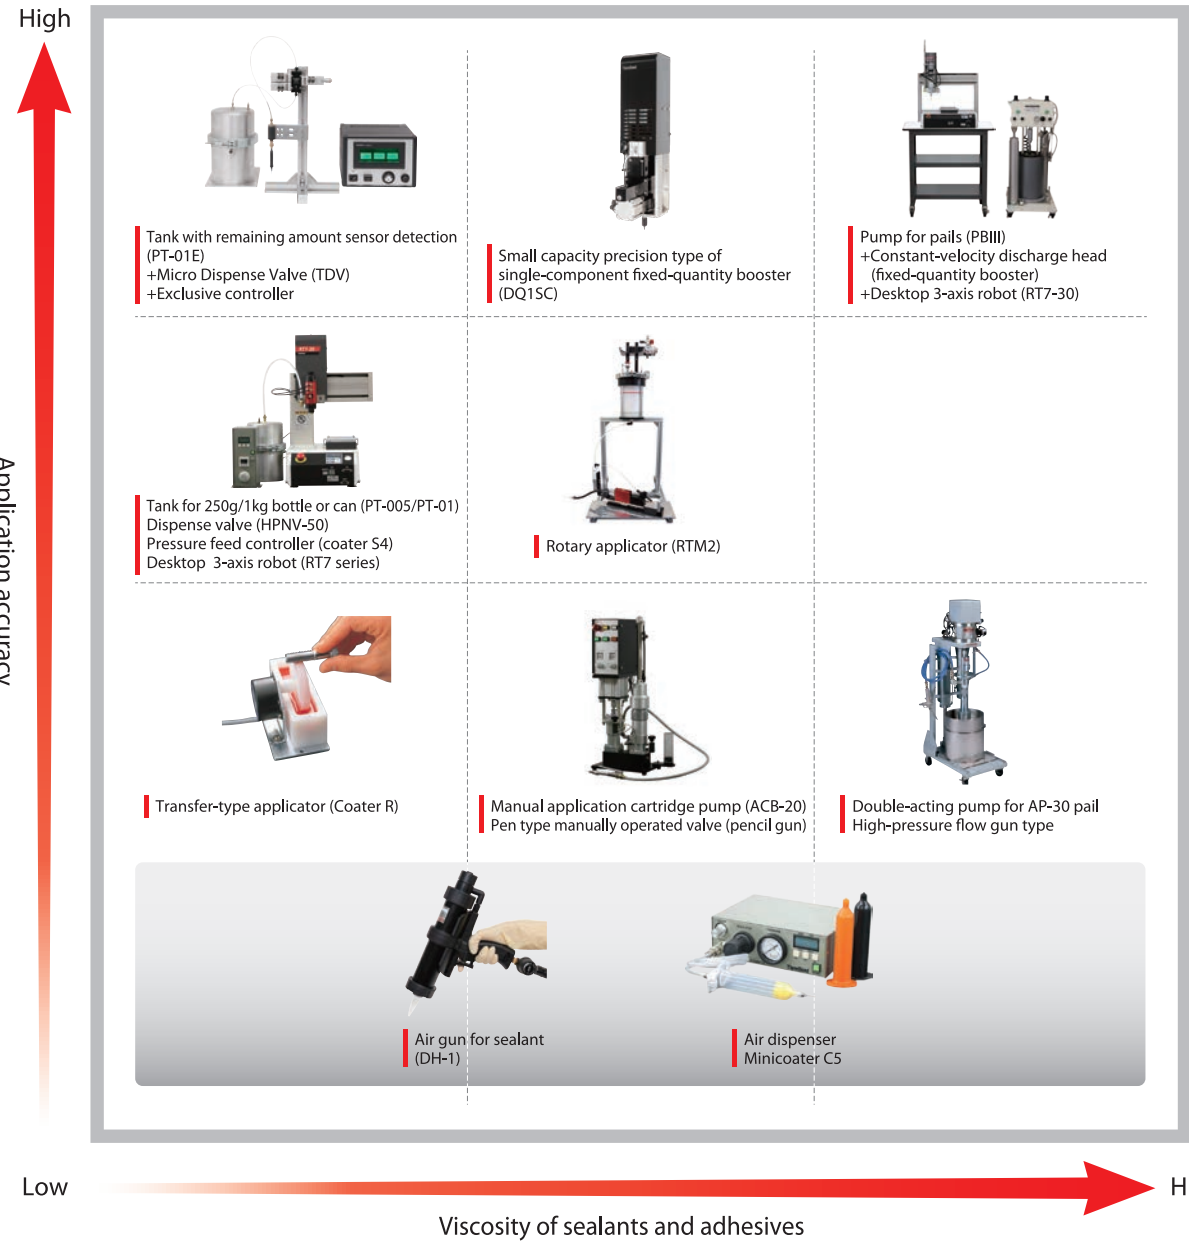 High
Tank with remaining amount sensor detection
(PT-01E)
+Micro Dispense Valve (TDV)
+Exclusive controller
Small capacity precision type of
single-component fixed-quantity booster
(DQ1SC)
Pump for pails (PBIII)
+Constant-velocity discharge head
(fixed-quantity booster)
+Desktop 3-axis robot (RT7-30)
Tank for 250g/1kg bottle or can (PT-005/PT-01)
Dispense valve (HPNV-50)
Pressure feed controller (coater S4)
Desktop 3-axis robot (RT7 series)
Rotary applicator (RTM2)
Application accuracy
Transfer-type applicator (Coater R)
Manual application cartridge pump (ACB-20)
Pen type manually operated valve (pencil gun)
Double-acting pump for AP-30 pail
High-pressure flow gun type
Air gun for sealant
(DH-1)
Air dispenser
Minicoater C5
Low
H
Viscosity of sealants and adhesives